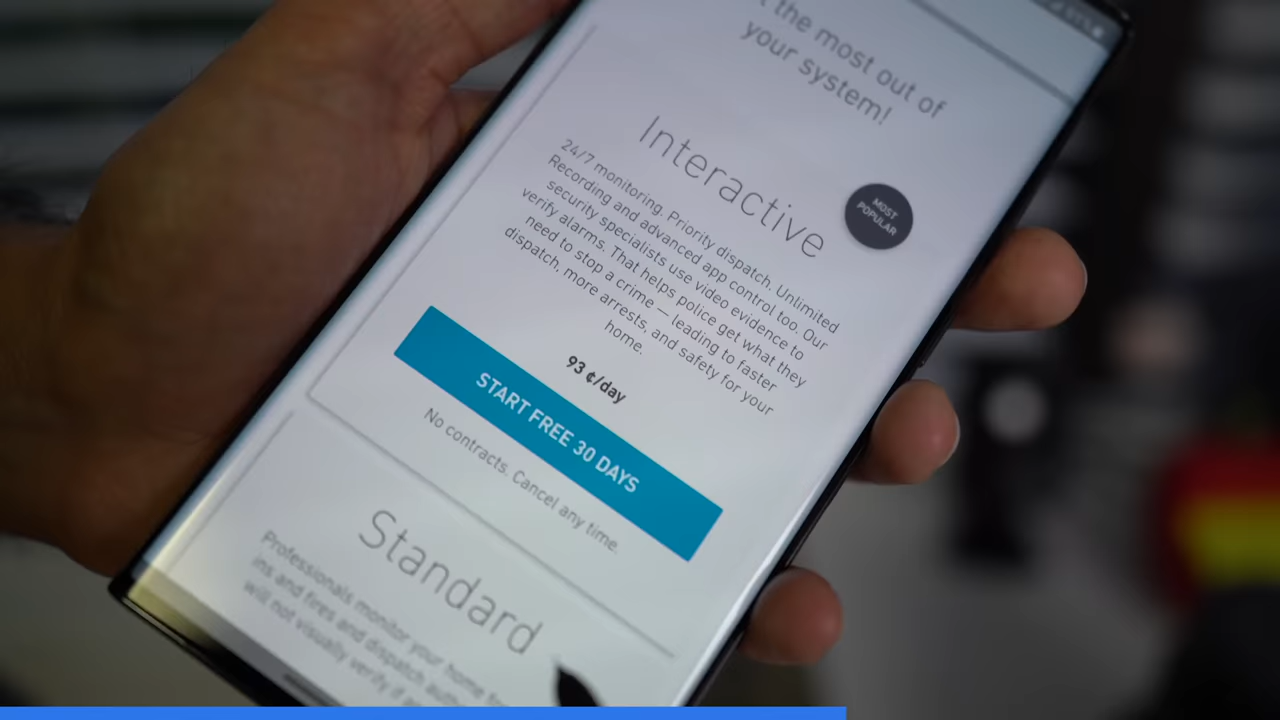 the most out of
your system!
Interactive
MOST
POPULAR
24/7 monitoring. Priority dispatch. Unlimited
Recording and advanced app control too. Our
security specialists use video evidence to
verify alarms. That helps police get what they
need to stop a crime — leading to faster
dispatch, more arrests, and safety for your
home.
93 ¢/day
START FREE 30 DAYS
No contracts. Cancel any time.
Standard
Professionals monitor your home
ins and fires and dispatch
will not visually verify if